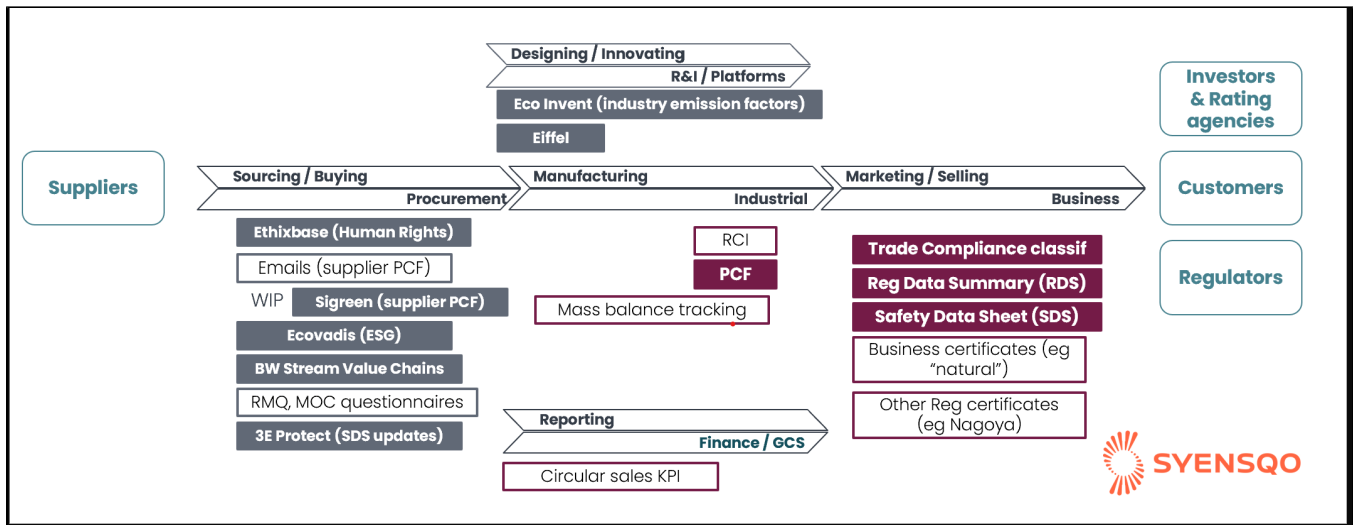 Designing / Innovating
R&I / Platforms
Eco Invent (industry emission factors)
Eiffel
Investors
& Rating
agencies
Suppliers
Sourcing / Buying
Procurement
Manufacturing
Industrial
Marketing / Selling
Business
Customers
Regulators
Ethixbase (Human Rights)
Emails (supplier PCF)
WIP
Sigreen (supplier PCF)
Ecovadis (ESG)
BW Stream Value Chains
RMQ, MOC questionnaires
3E Protect (SDS updates)
RCI
PCF
Mass balance tracking
Trade Compliance classif
Reg Data Summary (RDS)
Safety Data Sheet (SDS)
Business certificates (eg
“natural”)
Other Reg certificates
(eg Nagoya)
Reporting
Finance / GCS
Circular sales KPI
SYENSQO